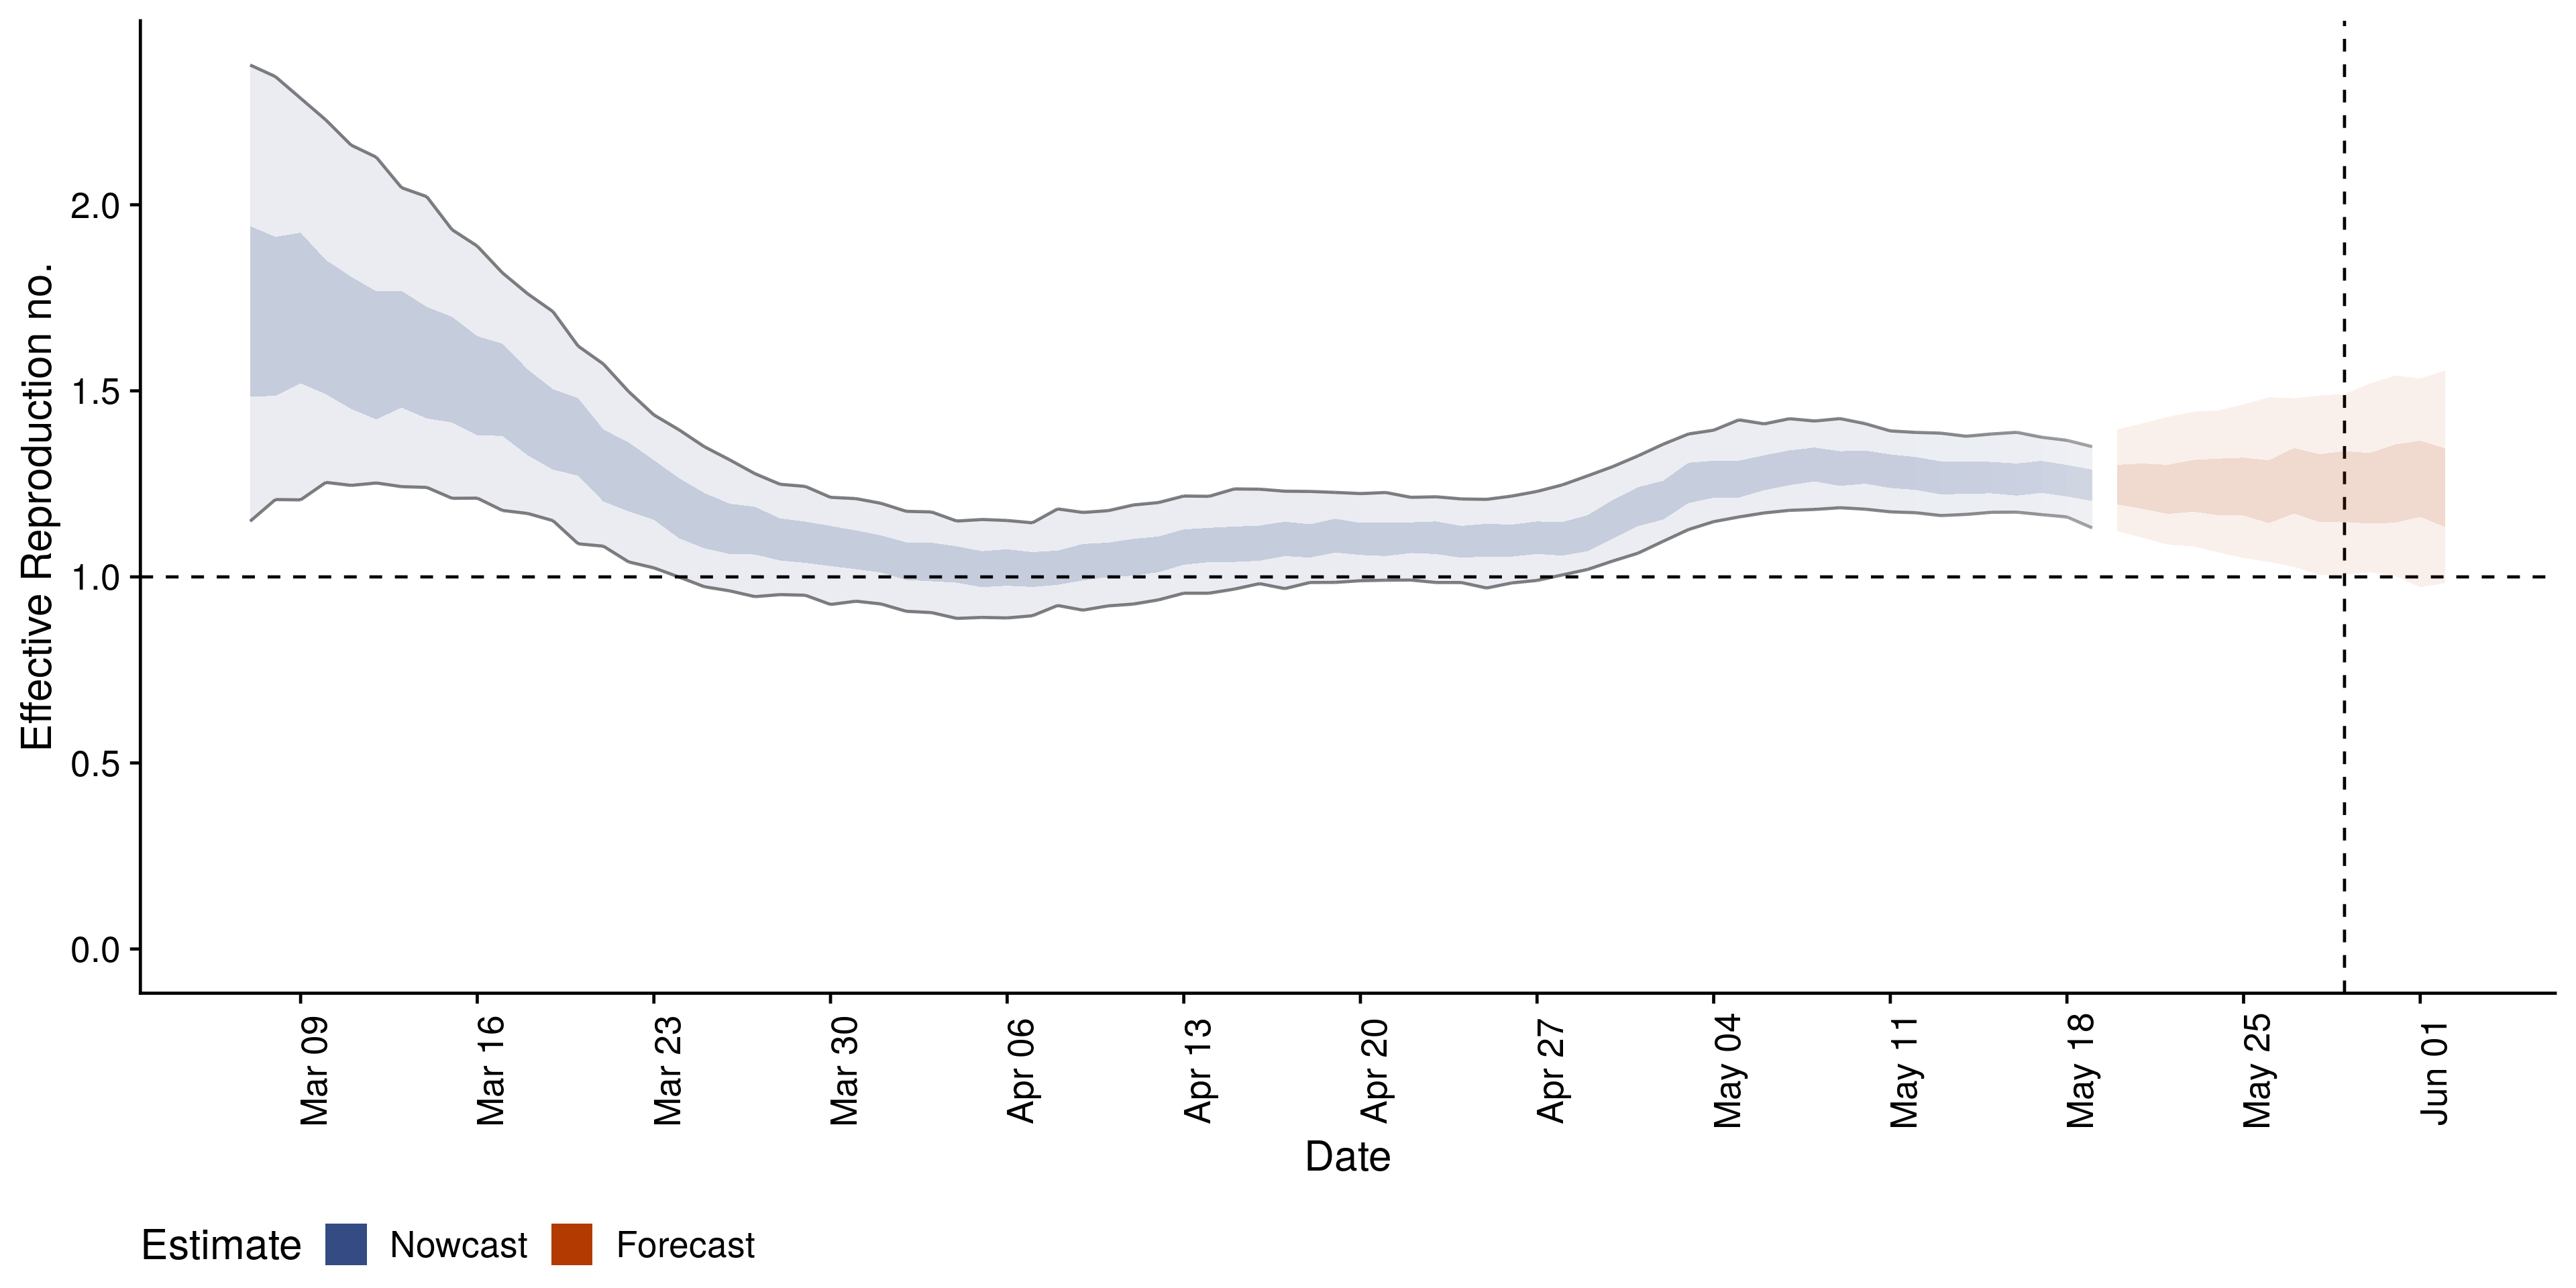 Effective Reproduction no.
2.0
1.5
1.0
0.5
0.0
Mar 09
Mar 16
Mar 23
Mar 30
Apr 06
Apr 13
Apr 20
Apr 27
May 04
May 11
May 18
May 25
Jun 01
Date
Estimate Nowcast Forecast